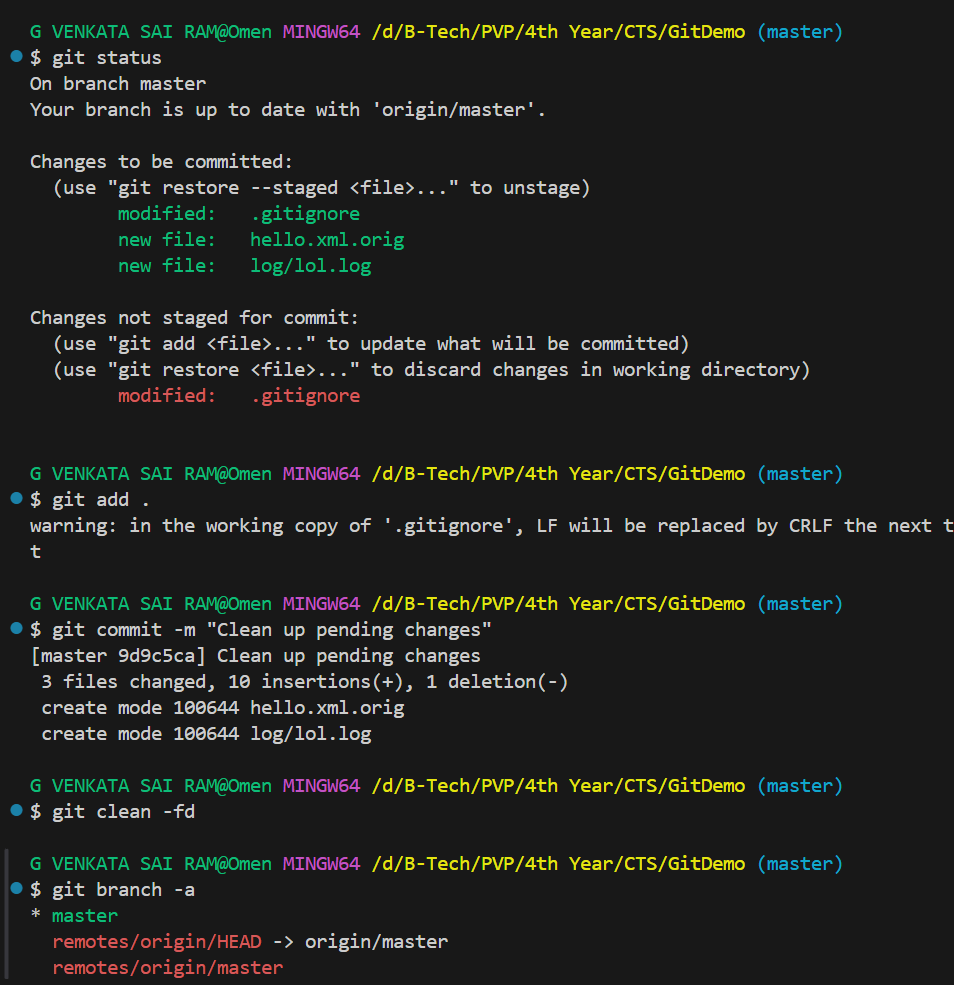 G VENKATA SAI RAM@Omen MINGW64 /d/B-Tech/PVP/4th Year/CTS/GitDemo (master)
$ git status
On branch master
Your branch is up to date with 'origin/master'.
Changes to be committed:
(use "git restore --staged <file>..." to unstage)
modified:   .gitignore
new file:   hello.xml.orig
new file:   log/lol.log
Changes not staged for commit:
(use "git add <file>..." to update what will be committed)
(use "git restore <file>..." to discard changes in working directory)
modified:   .gitignore
G VENKATA SAI RAM@Omen MINGW64 /d/B-Tech/PVP/4th Year/CTS/GitDemo (master)
$ git add .
warning: in the working copy of '.gitignore', LF will be replaced by CRLF the next t
t
G VENKATA SAI RAM@Omen MINGW64 /d/B-Tech/PVP/4th Year/CTS/GitDemo (master)
$ git commit -m "Clean up pending changes"
[master 9d9c5ca] Clean up pending changes
3 files changed, 10 insertions(+), 1 deletion(-)
create mode 100644 hello.xml.orig
create mode 100644 log/lol.log
G VENKATA SAI RAM@Omen MINGW64 /d/B-Tech/PVP/4th Year/CTS/GitDemo (master)
$ git clean -fd
G VENKATA SAI RAM@Omen MINGW64 /d/B-Tech/PVP/4th Year/CTS/GitDemo (master)
$ git branch -a
* master
remotes/origin/HEAD -> origin/master
remotes/origin/master